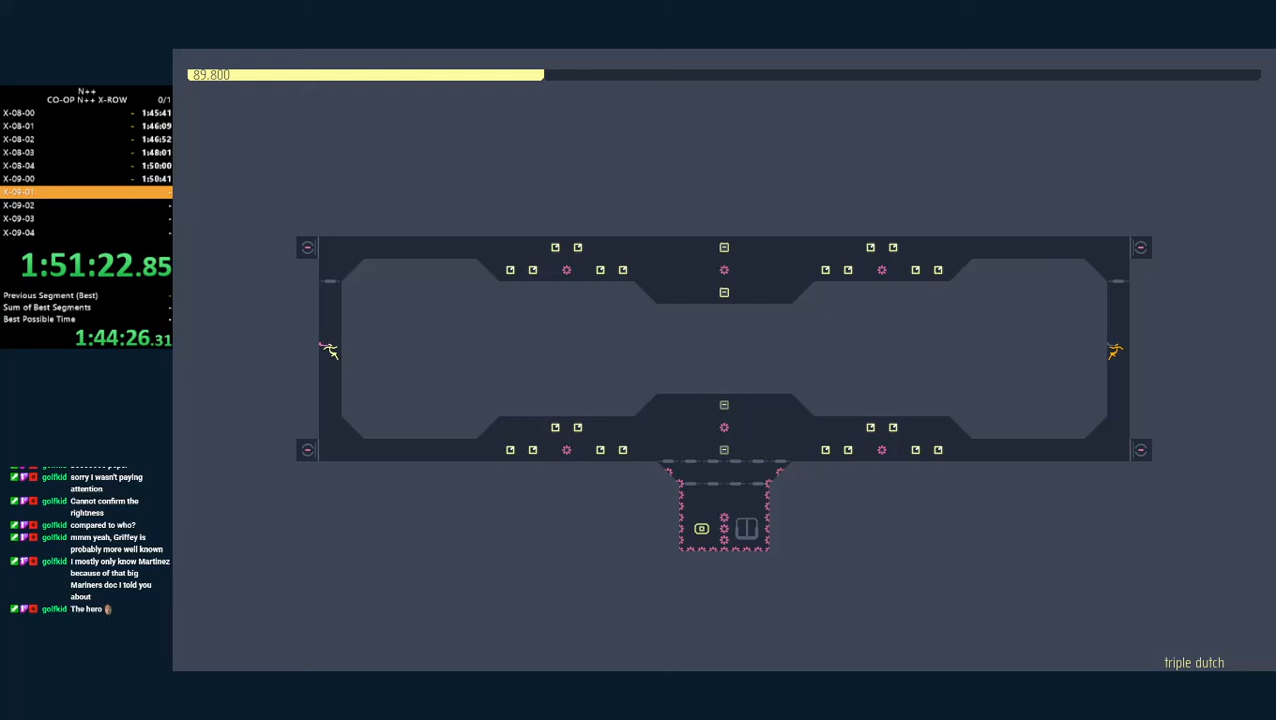 89.800
N++
CO-OP N++ X-ROW 0/1
X-08-00 - 1:45:41
X-08-01 - 1:46:09
X-08-02 - 1:46:52
X-08-03 - 1:48:01
X-08-04 - 1:50:00
X-09-00 - 1:50:41
X-09-01 -
X-09-02 -
X-09-03 -
X-09-04 -
1:51:22.85
Previous Segment (Best) -
Sum of Best Segments -
Best Possible Time -
1:44:26.31
golfkid sorry I wasn't paying
attention
golfkid Cannot confirm the
rightness
golfkid compared to who?
golfkid mmm yeah, Griffey is
probably more well known
golfkid I mostly only know Martinez
because of that big
Mariners doc I told you
about
golfkid The hero
triple dutch